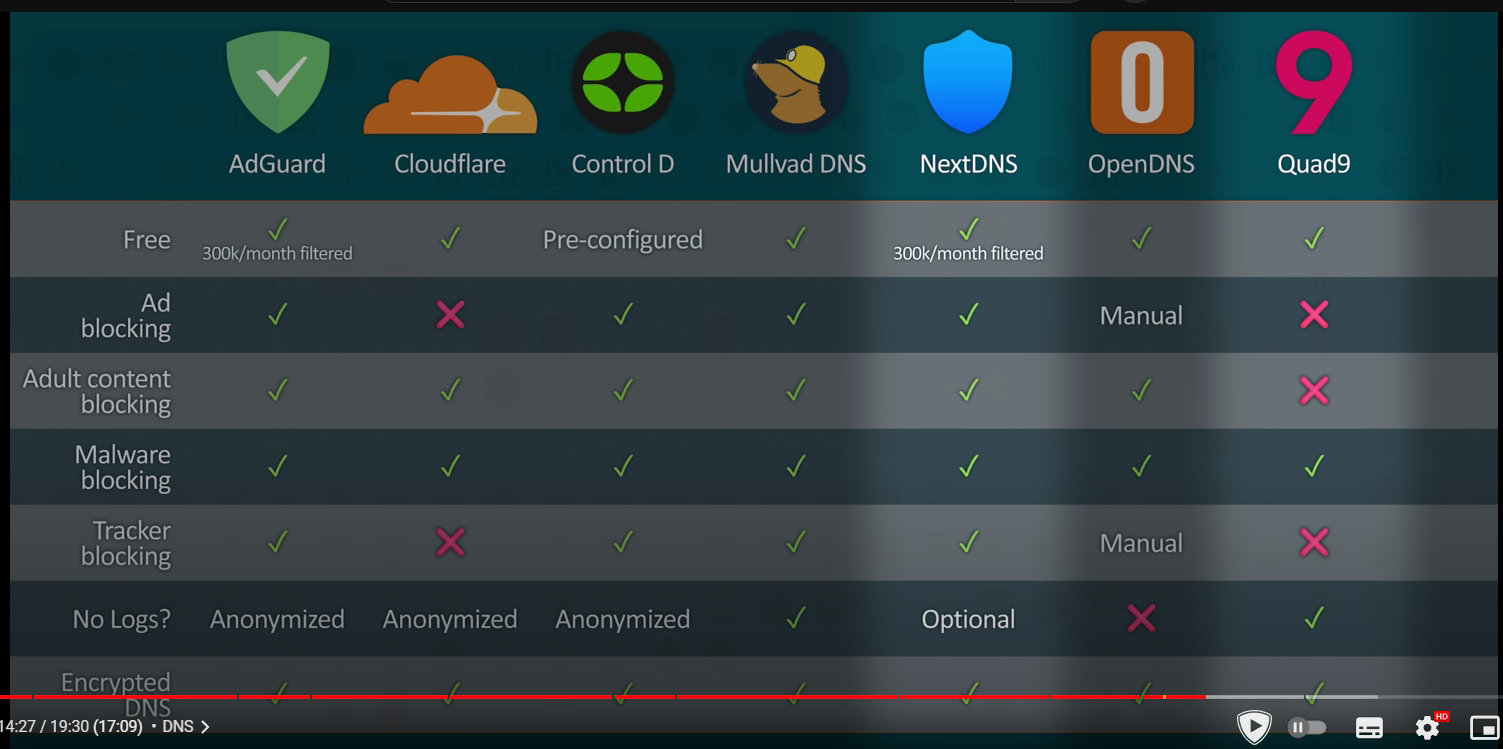 AdGuard Cloudflare Control D Mullvad DNS NextDNS OpenDNS Quad9
Free Pre-configured
300k/month filtered 300k/month filtered
Ad
blocking Manual
Adult content
blocking
Malware
blocking
Tracker
blocking Manual
No Logs? Anonymized Anonymized Anonymized Optional
Encrypted
DNS
14:27 / 19:30 (17:09) • DNS
HD